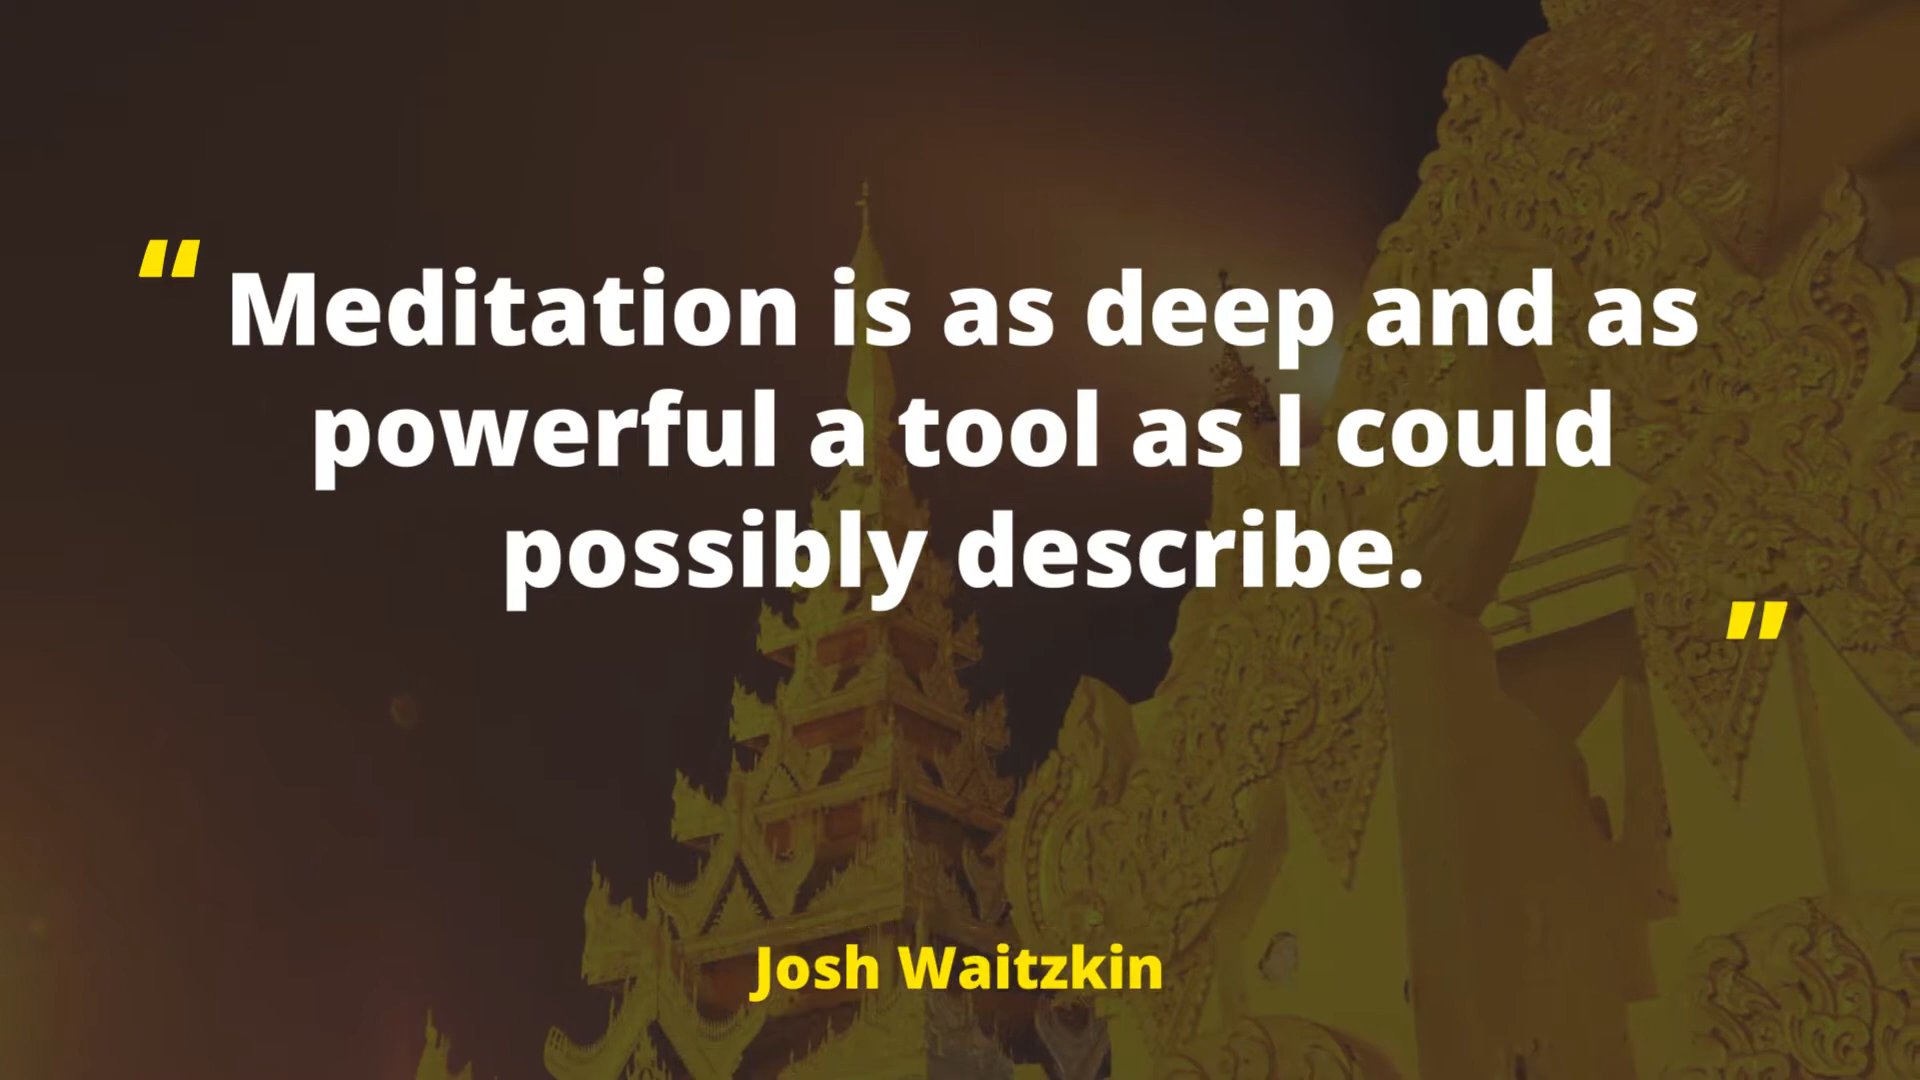 “ Meditation is as deep and as
powerful a tool as I could
possibly describe. ”
Josh Waitzkin